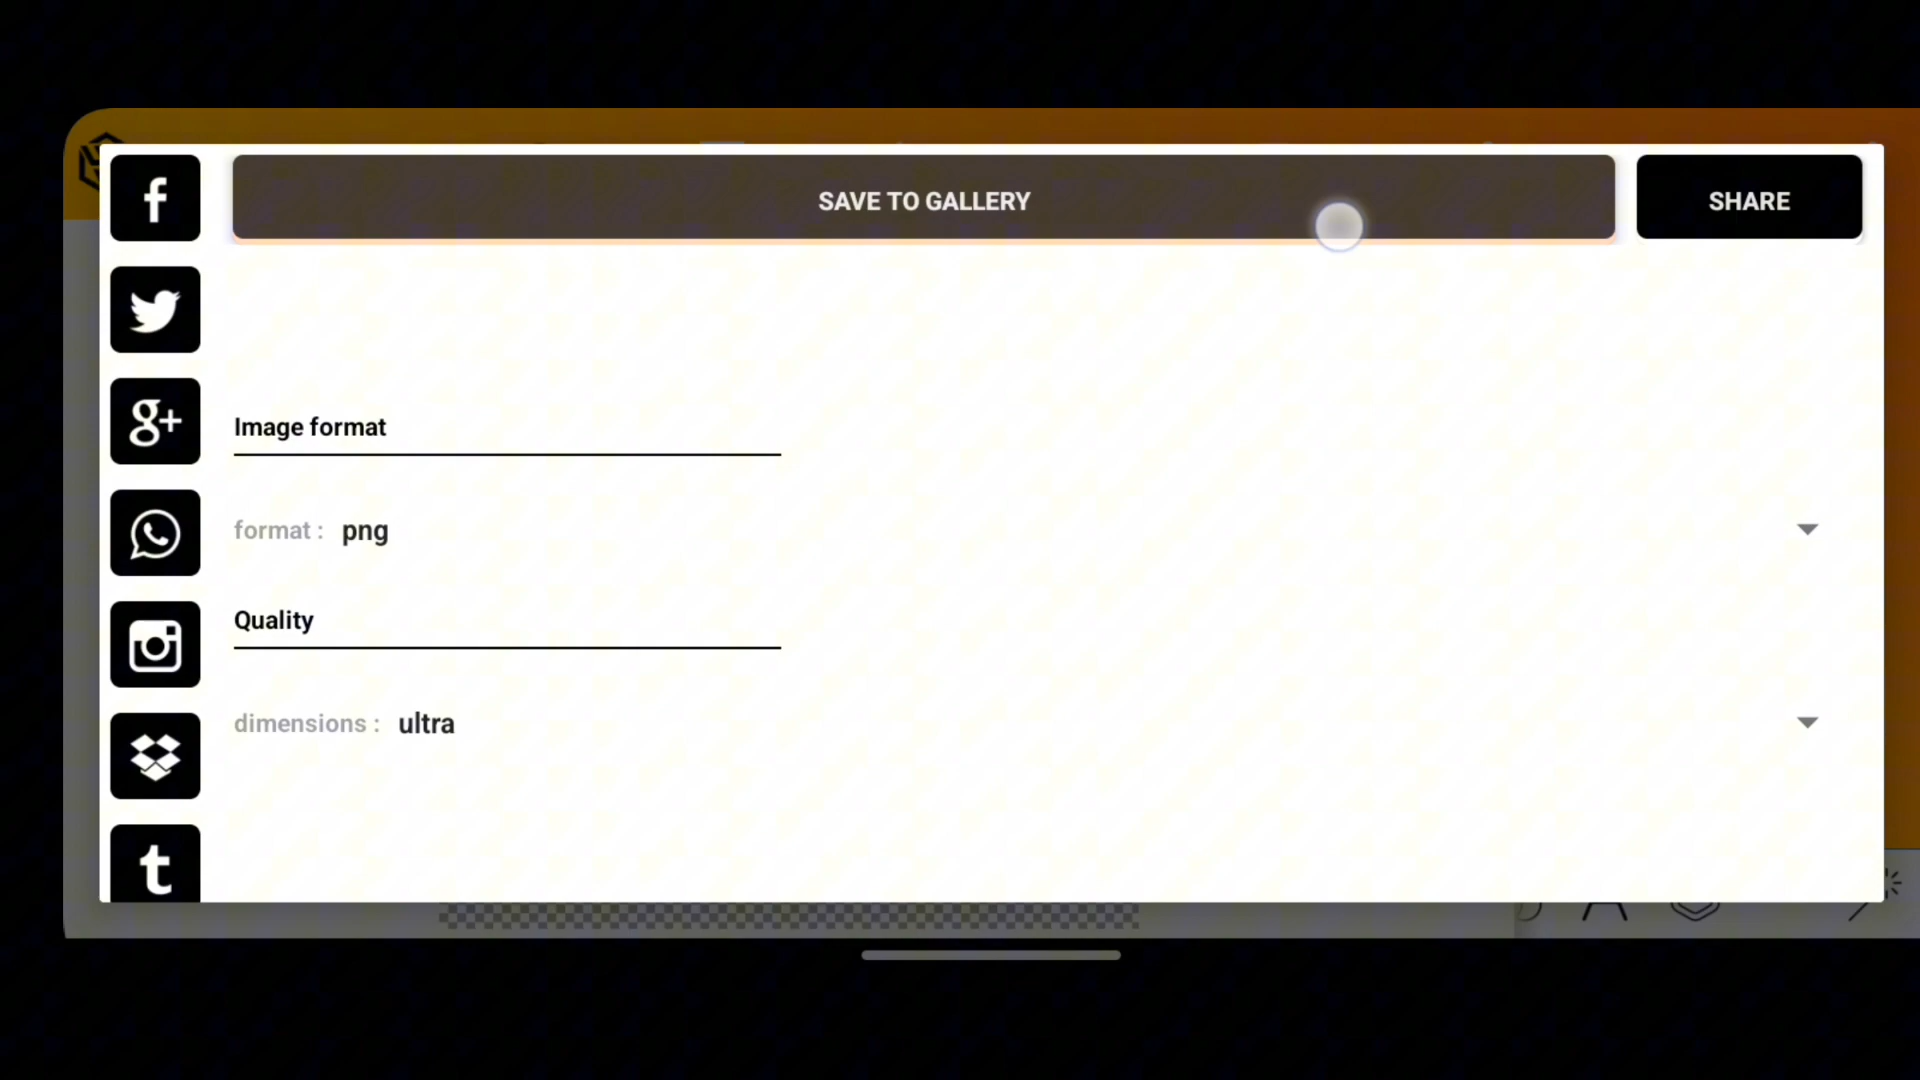 SAVE TO GALLERY
SHARE
Image format
format : png
Quality
dimensions : ultra